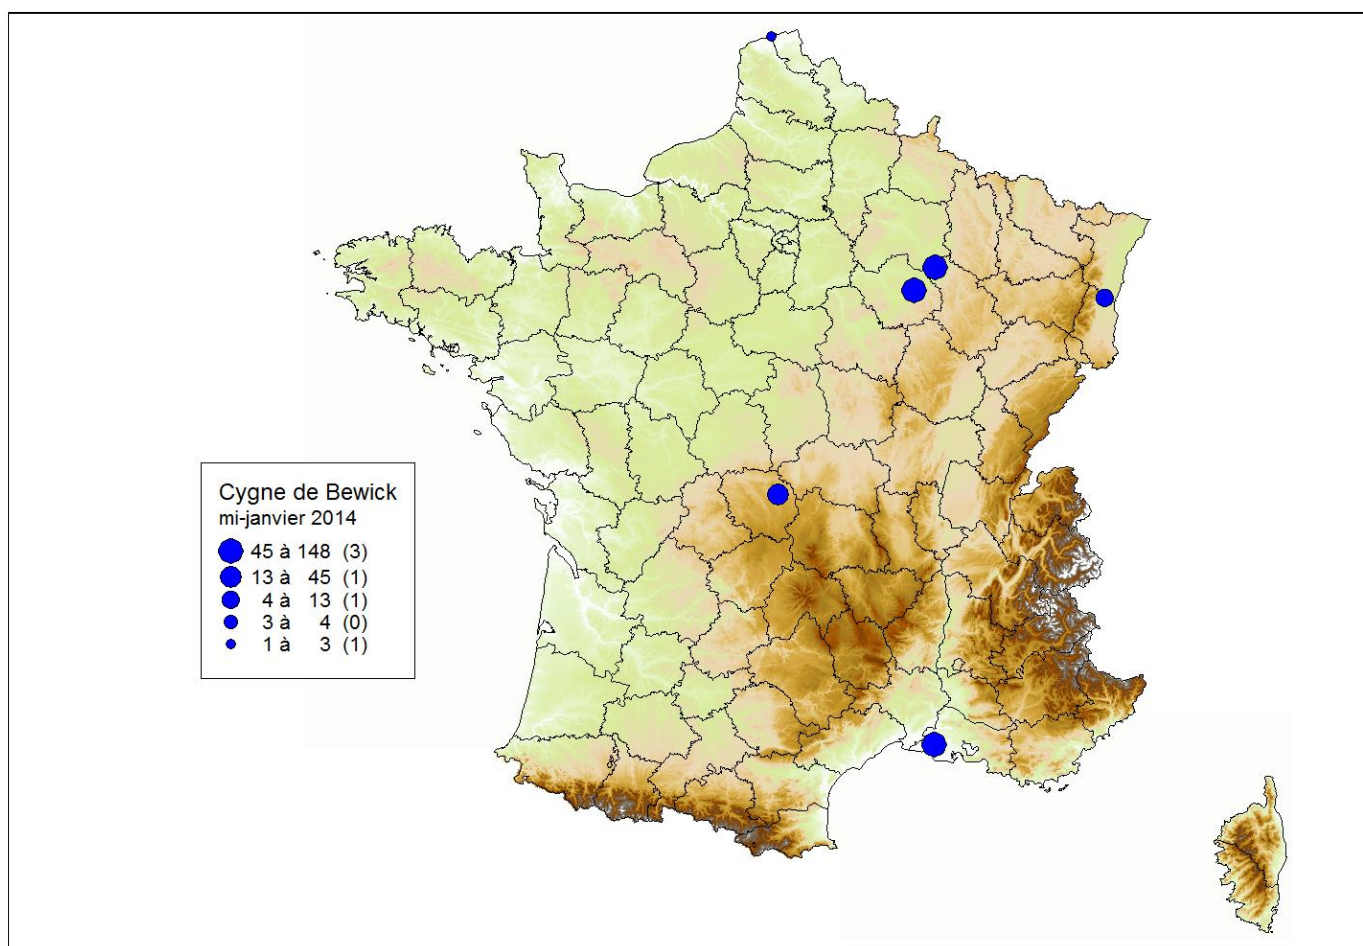 Cygne de Bewick
mi-janvier 2014
45 à 148 (3)
13 à 45 (1)
4 à 13 (1)
3 à 4 (0)
1 à 3 (1)